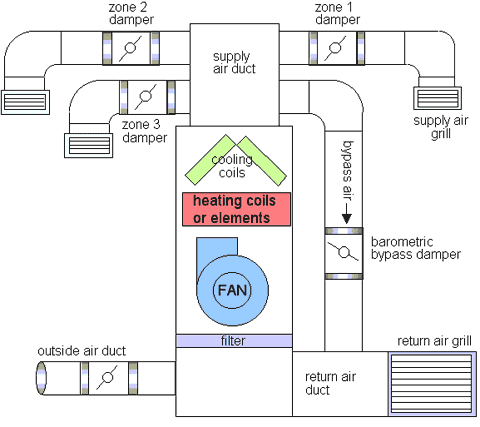 zone 2
damper
zone 1
damper
supply
air duct
zone 3
damper
supply air
grill
cooling
coils
bypass air
heating coils
or elements
barometric
bypass damper
FAN
filter
outside air duct
return air grill
return air
duct